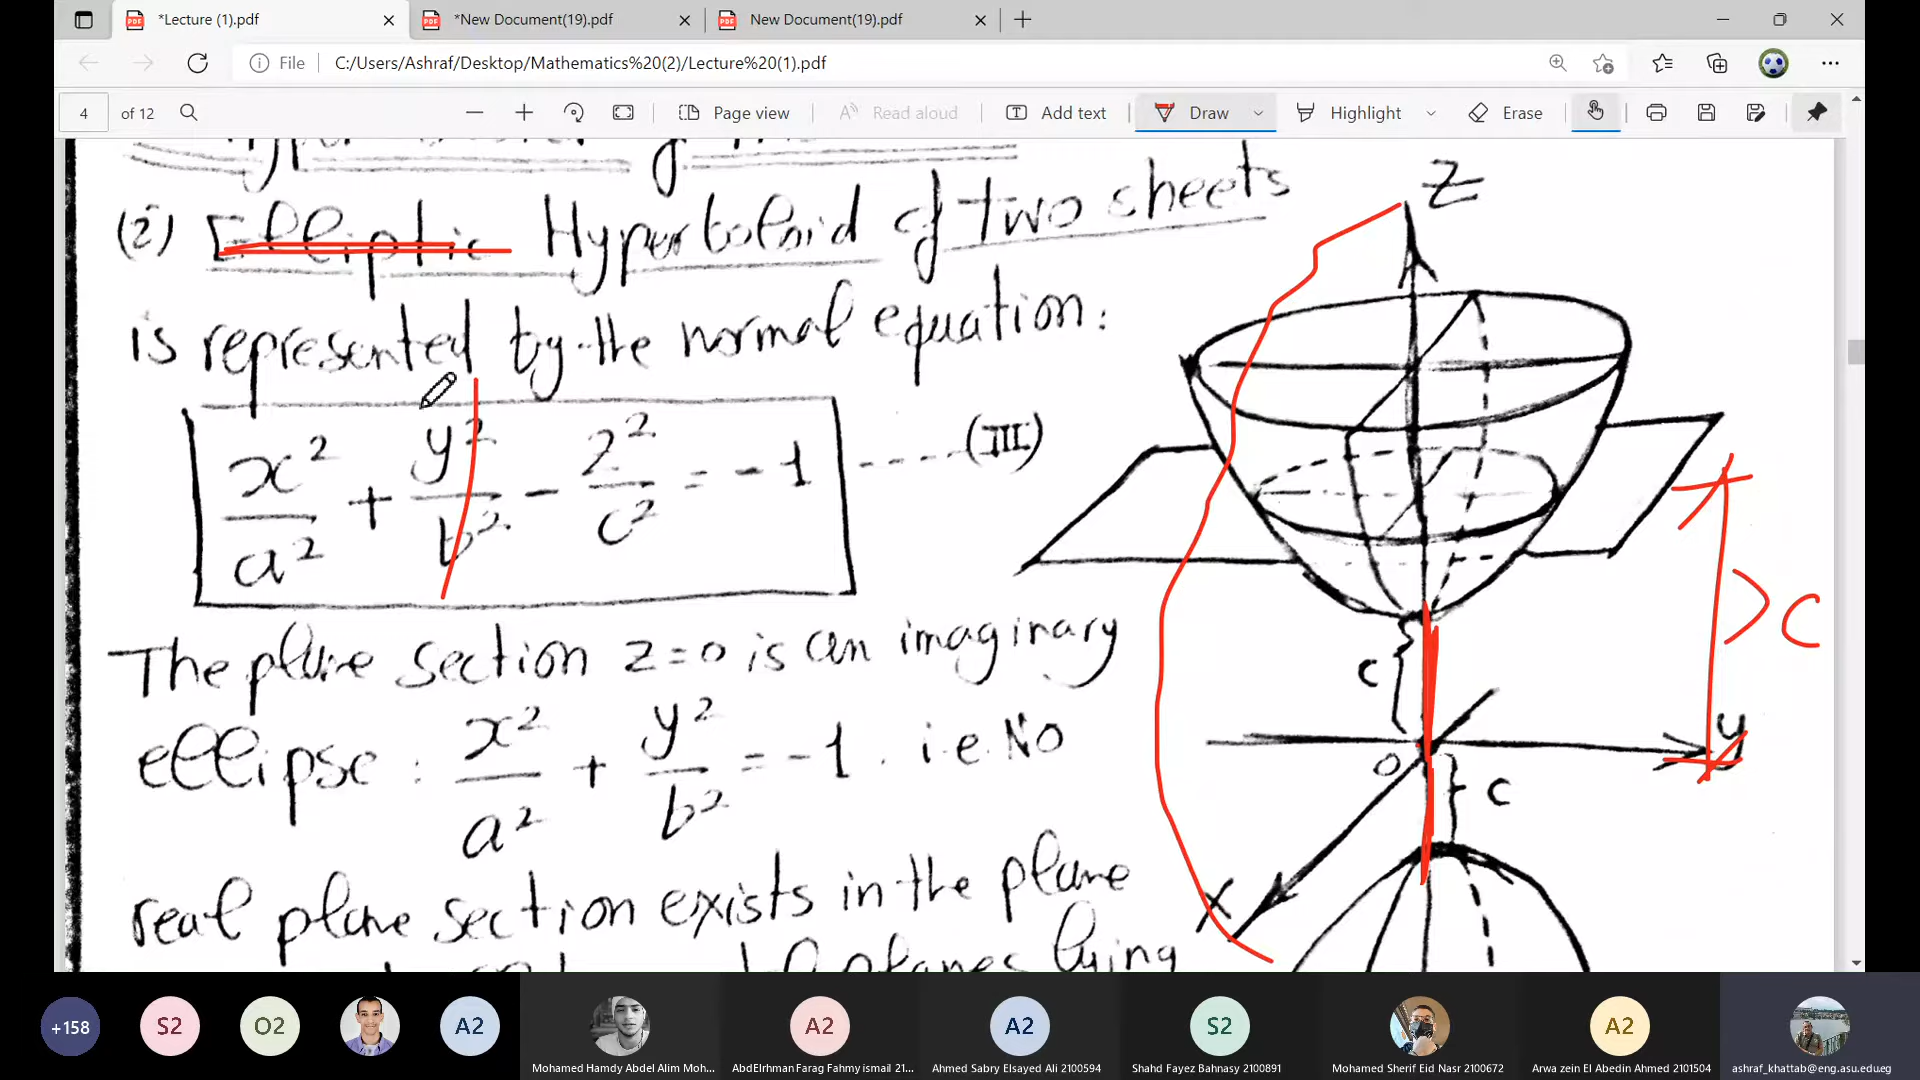 *Lecture (1).pdf
*New Document(19).pdf
New Document(19).pdf
File
C:/Users/Ashraf/Desktop/Mathematics%20(2)/Lecture%20(1).pdf
4 of 12
Page view
Read aloud
Add text
Draw
Highlight
Erase
Elliptic Hyperboloid of two sheets
is represented by the normal equation:
x²/a² + y²/b² - z²/c² = -1 ----- (III)
The plane section z=0 is an imaginary
ellipse : x²/a² + y²/b² = -1 . i.e. No
real plane section exists in the plane
planes lying
Z
c
> c
y
o
c
X
+158
S2
O2
A2
A2
A2
S2
A2
Mohamed Hamdy Abdel Alim Moh...
AbdElrhman Farag Fahmy ismail 21...
Ahmed Sabry Elsayed Ali 2100594
Shahd Fayez Bahnasy 2100891
Mohamed Sherif Eid Nasr 2100672
Arwa zein El Abedin Ahmed 2101504
ashraf_khattab@eng.asu.edu.eg